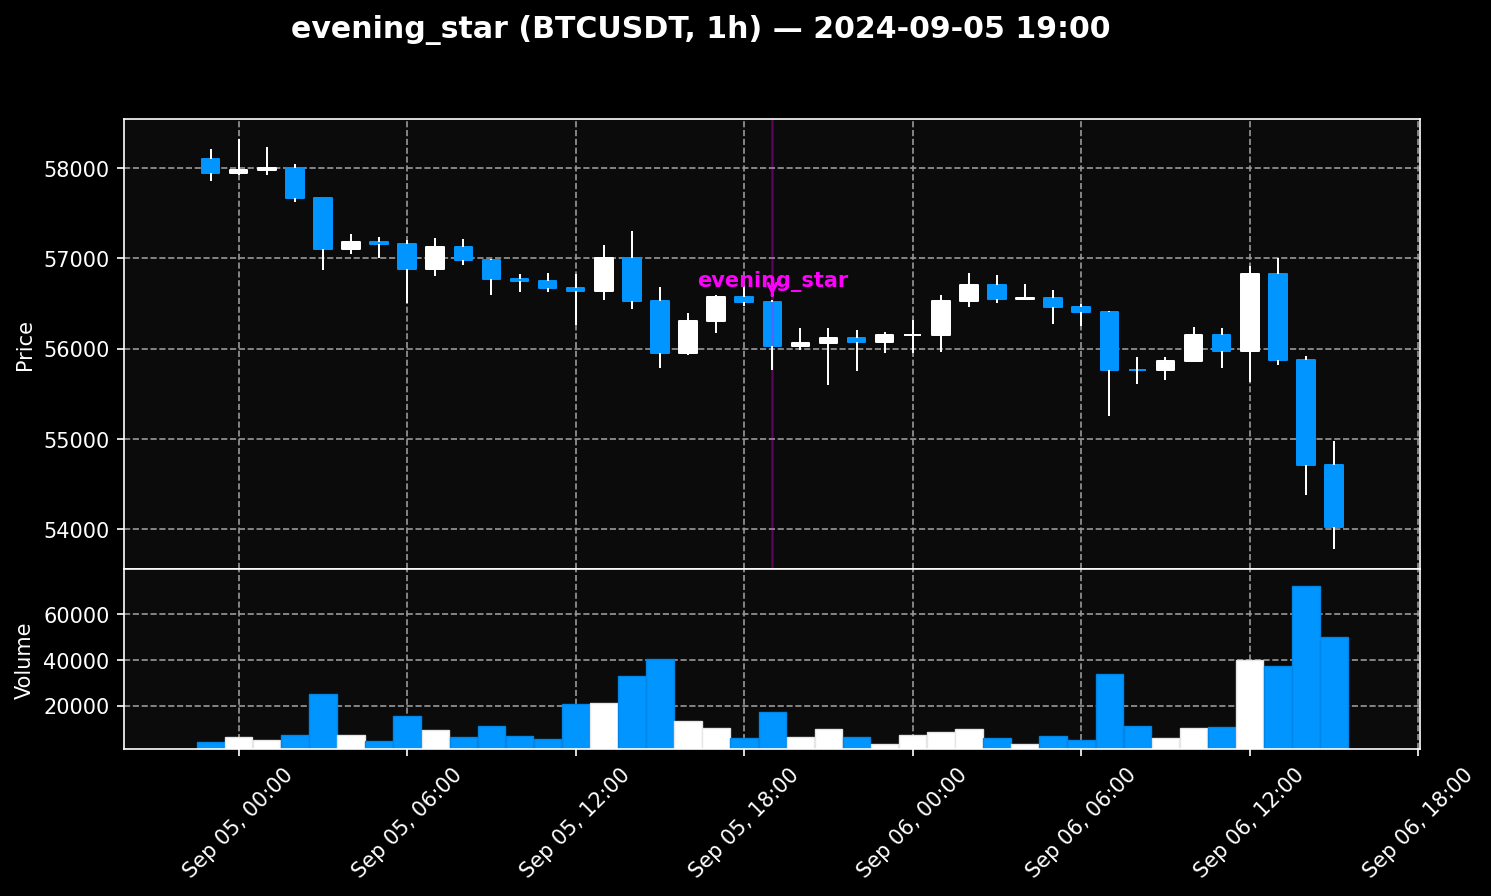 evening_star (BTCUSDT, 1h) — 2024-09-05 19:00
58000
57000
56000
55000
54000
Price
evening_star
60000
40000
20000
Volume
Sep 05, 00:00
Sep 05, 06:00
Sep 05, 12:00
Sep 05, 18:00
Sep 06, 00:00
Sep 06, 06:00
Sep 06, 12:00
Sep 06, 18:00